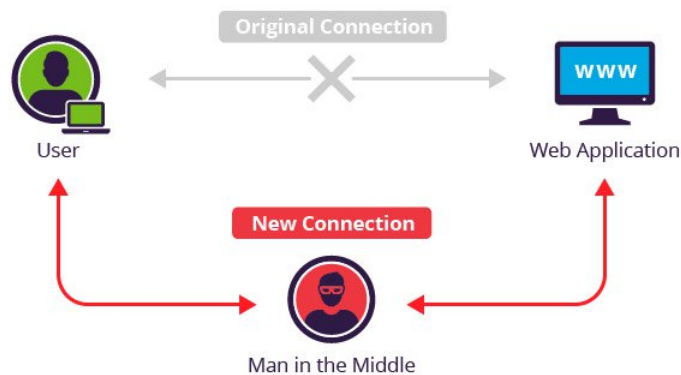 Original Connection
WWW
User
Web Application
New Connection
Man in the Middle